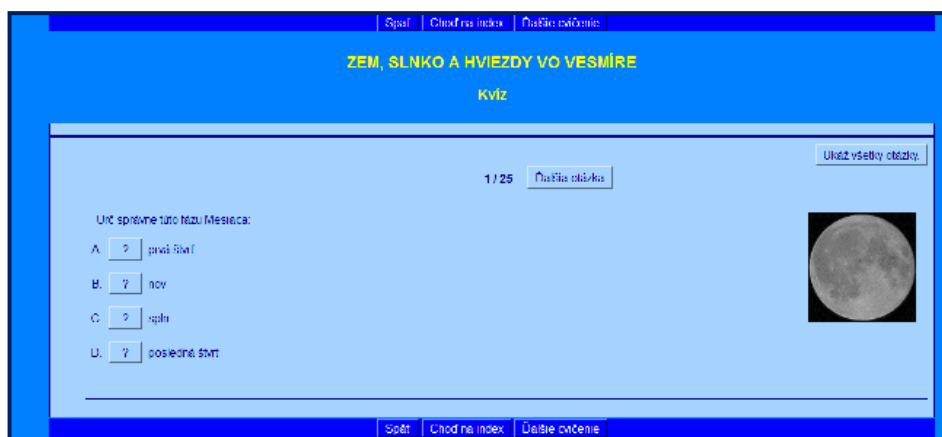 Späť Choď na index Ďalšie cvičenie
ZEM, SLNKO A HVIEZDY VO VESMÍRE
Kvíz
Ukáž všetky otázky.
1 / 25 Ďalšia otázka
Urč správne túto fázu Mesiaca:
A. ? prvá štvrť
B. ? nov
C. ? spln
D. ? posledná štvrť
Späť Choď na index Ďalšie cvičenie